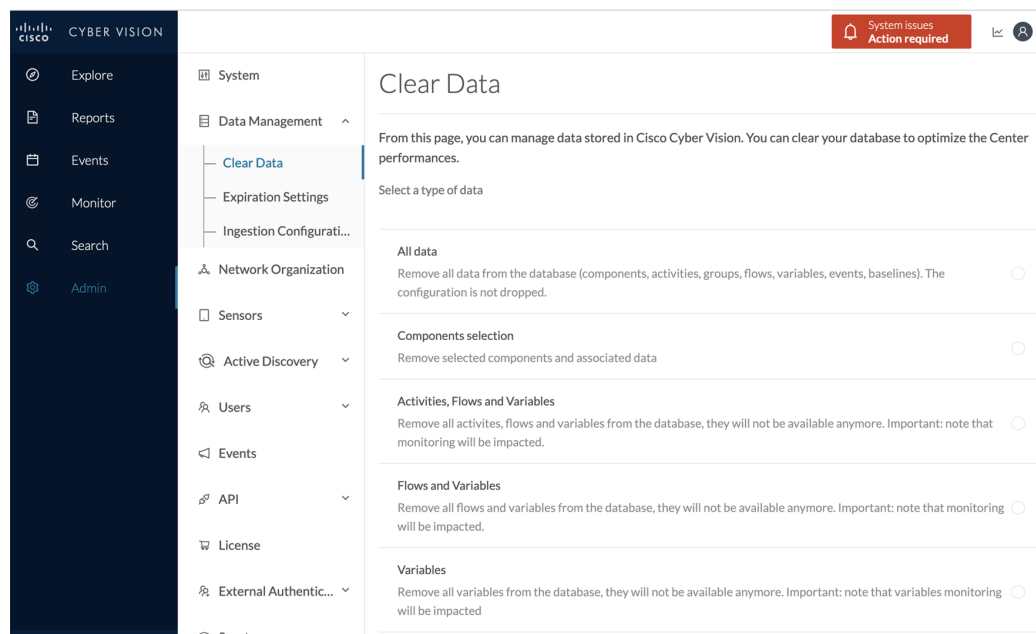 CISCO
CYBER VISION
System issues
Action required
Explore
Reports
Events
Monitor
Search
Admin
System
Data Management
Clear Data
Expiration Settings
Ingestion Configurati...
Network Organization
Sensors
Active Discovery
Users
Events
API
License
External Authentic...
Clear Data
From this page, you can manage data stored in Cisco Cyber Vision. You can clear your database to optimize the Center
performances.
Select a type of data
All data
Remove all data from the database (components, activities, groups, flows, variables, events, baselines). The
configuration is not dropped.
Components selection
Remove selected components and associated data
Activities, Flows and Variables
Remove all activites, flows and variables from the database, they will not be available anymore. Important: note that
monitoring will be impacted.
Flows and Variables
Remove all flows and variables from the database, they will not be available anymore. Important: note that monitoring
will be impacted.
Variables
Remove all variables from the database, they will not be available anymore. Important: note that variables monitoring
will be impacted